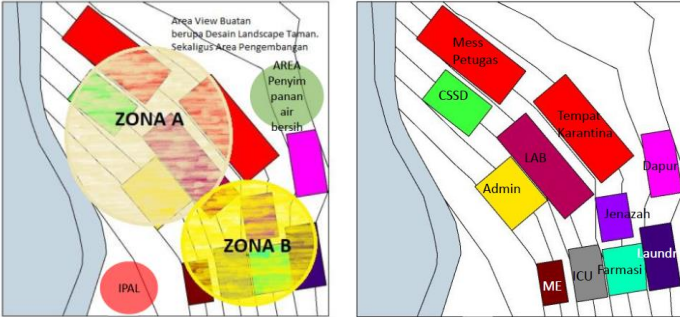 Area View Buatan
berupa Desain Landscape Taman.
Sekaligus Area Pengembangan
AREA
Penyim
panan
air
bersih
ZONA A
ZONA B
IPAL
Mess
Petugas
CSSD
Tempat
Karantina
LAB
Admin
Dapur
Jenazah
Laundr
ME
ICU
Farmasi